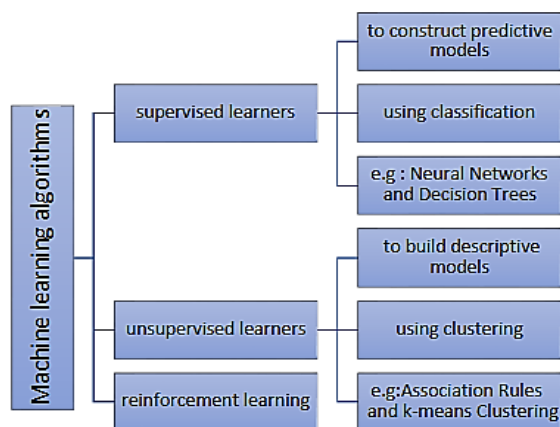 Machine learning algorithms
supervised learners
to construct predictive
models
using classification
e.g : Neural Networks
and Decision Trees
unsupervised learners
to build descriptive
models
using clustering
e.g:Association Rules
and k-means Clustering
reinforcement learning